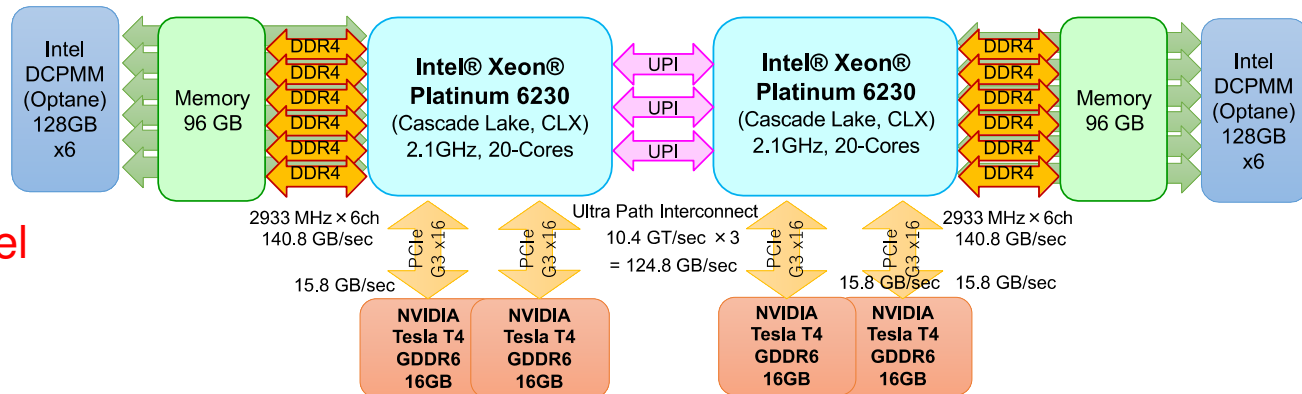 Intel
DCPMM
(Optane)
128GB
x6
Memory
96 GB
DDR4
DDR4
DDR4
DDR4
DDR4
DDR4
Intel® Xeon®
Platinum 6230
(Cascade Lake, CLX)
2.1GHz, 20-Cores
UPI
UPI
UPI
Intel® Xeon®
Platinum 6230
(Cascade Lake, CLX)
2.1GHz, 20-Cores
DDR4
DDR4
DDR4
DDR4
DDR4
DDR4
Memory
96 GB
Intel
DCPMM
(Optane)
128GB
x6
el
2933 MHz × 6ch
140.8 GB/sec
15.8 GB/sec
PCIe
G3 x16
PCIe
G3 x16
Ultra Path Interconnect
10.4 GT/sec × 3
= 124.8 GB/sec
PCIe
G3 x16
PCIe
G3 x16
2933 MHz × 6ch
140.8 GB/sec
15.8 GB/sec
15.8 GB/sec
NVIDIA
Tesla T4
GDDR6
16GB
NVIDIA
Tesla T4
GDDR6
16GB
NVIDIA
Tesla T4
GDDR6
16GB
NVIDIA
Tesla T4
GDDR6
16GB